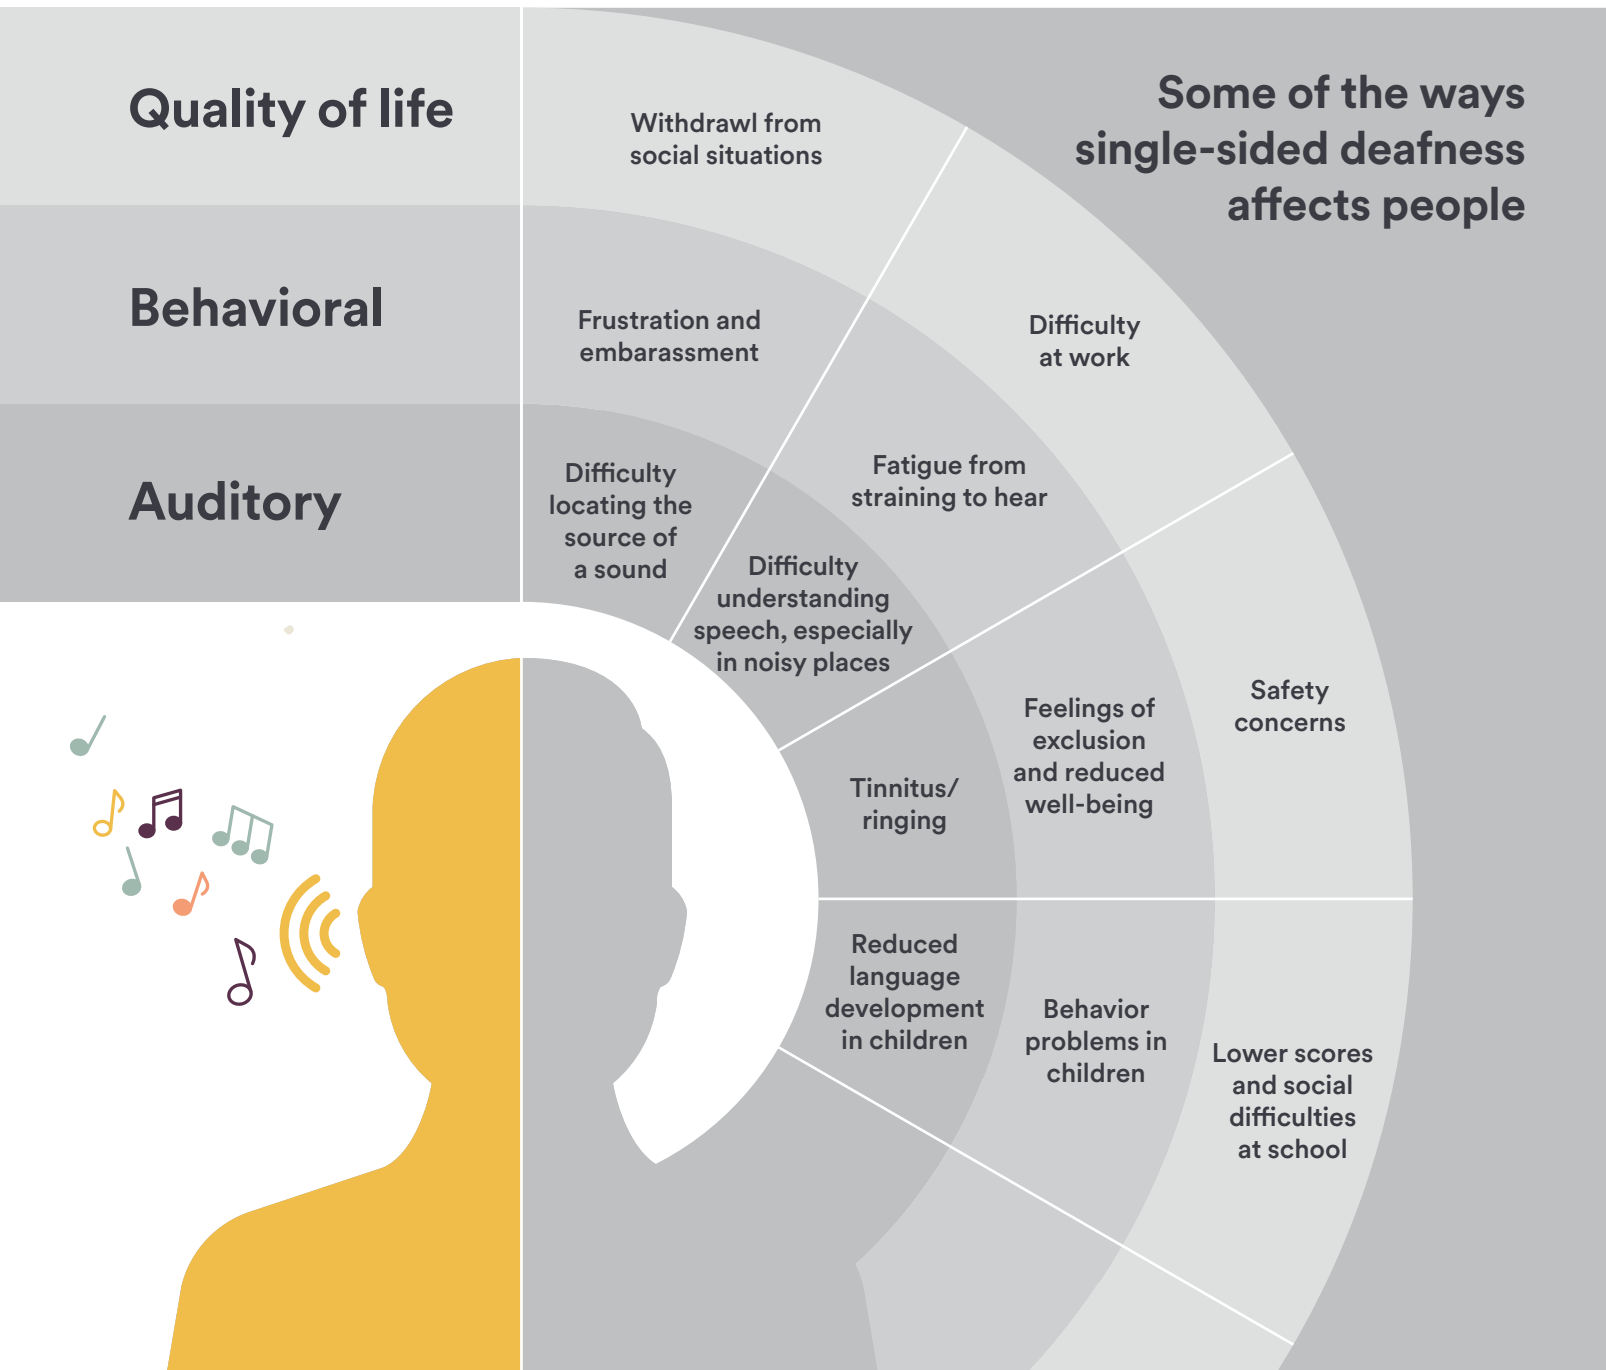 Some of the ways
single-sided deafness
affects people
Quality of life
Withdrawl from
social situations
Difficulty
at work
Safety
concerns
Lower scores
and social
difficulties
at school
Behavioral
Frustration and
embarassment
Fatigue from
straining to hear
Feelings of
exclusion
and reduced
well-being
Behavior
problems in
children
Auditory
Difficulty
locating the
source of
a sound
Difficulty
understanding
speech, especially
in noisy places
Tinnitus/
ringing
Reduced
language
development
in children